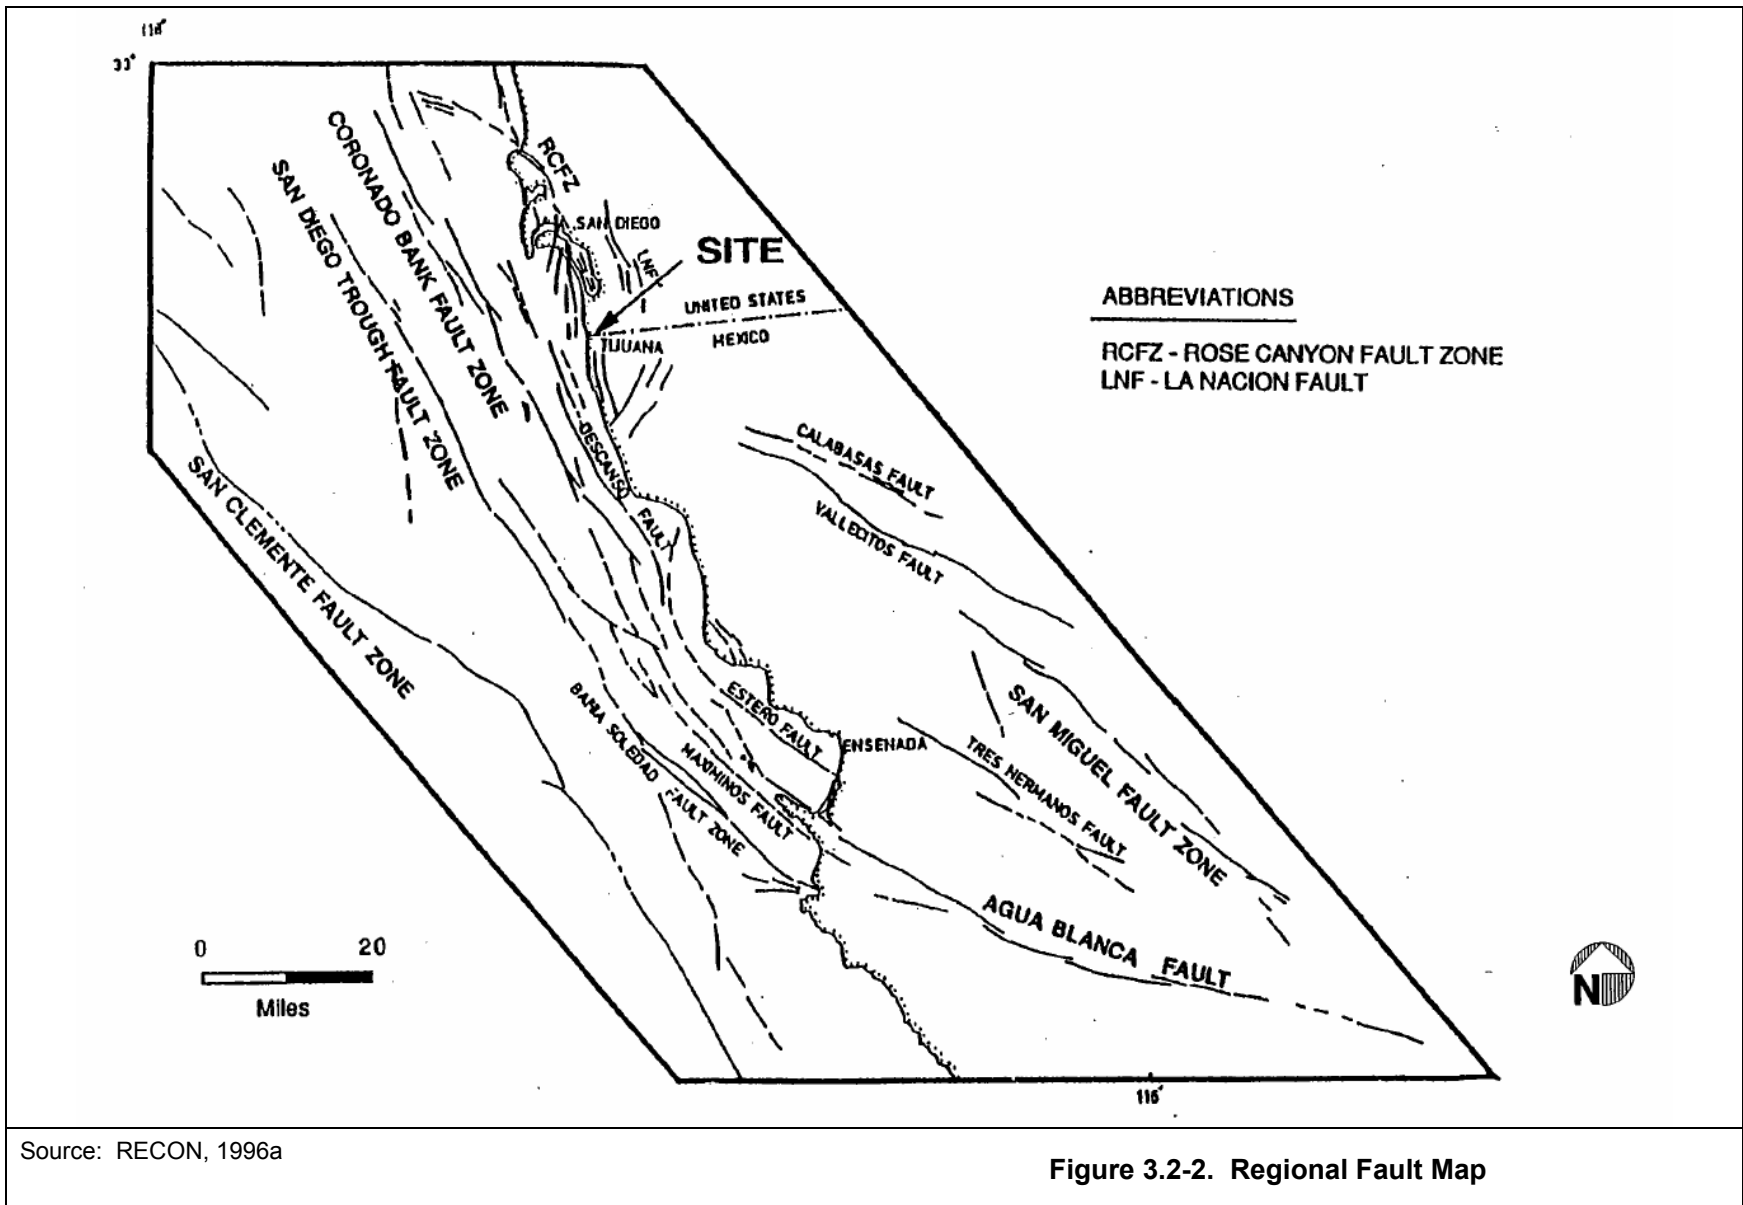 118°
33°
CORONADO BANK FAULT ZONE
SAN DIEGO TROUGH FAULT ZONE
RCFZ
SAN DIEGO
LNF
SITE
UNITED STATES
MEXICO
TIJUANA
ABBREVIATIONS
RCFZ - ROSE CANYON FAULT ZONE
LNF - LA NACION FAULT
DESCANSO FAULT
CALABASAS FAULT
VALLECITOS FAULT
SAN CLEMENTE FAULT ZONE
BAHIA SOLEDAD FAULT ZONE
MAXIMINOS FAULT
ESTERO FAULT
ENSENADA
SAN MIGUEL FAULT ZONE
TRES HERMANOS FAULT
AGUA BLANCA FAULT
0 20
Miles
N
Source: RECON, 1996a
Figure 3.2-2. Regional Fault Map